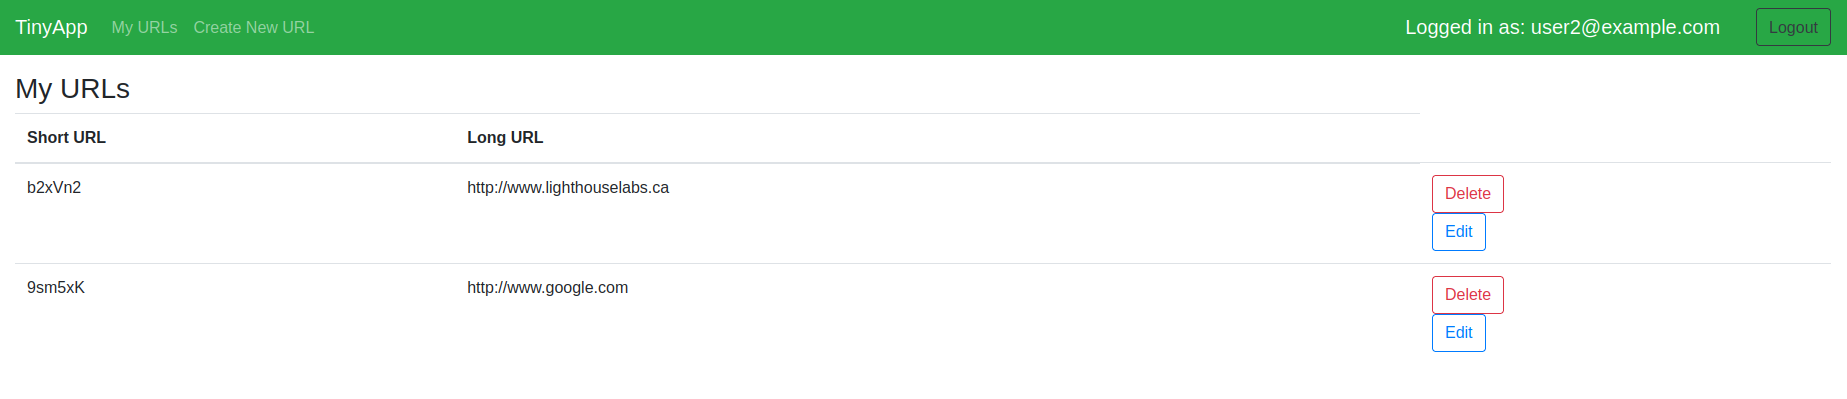 TinyApp My URLs Create New URL Logged in as: user2@example.com Logout
My URLs
Short URL Long URL
b2xVn2 http://www.lighthouselabs.ca Delete
Edit
9sm5xK http://www.google.com Delete
Edit